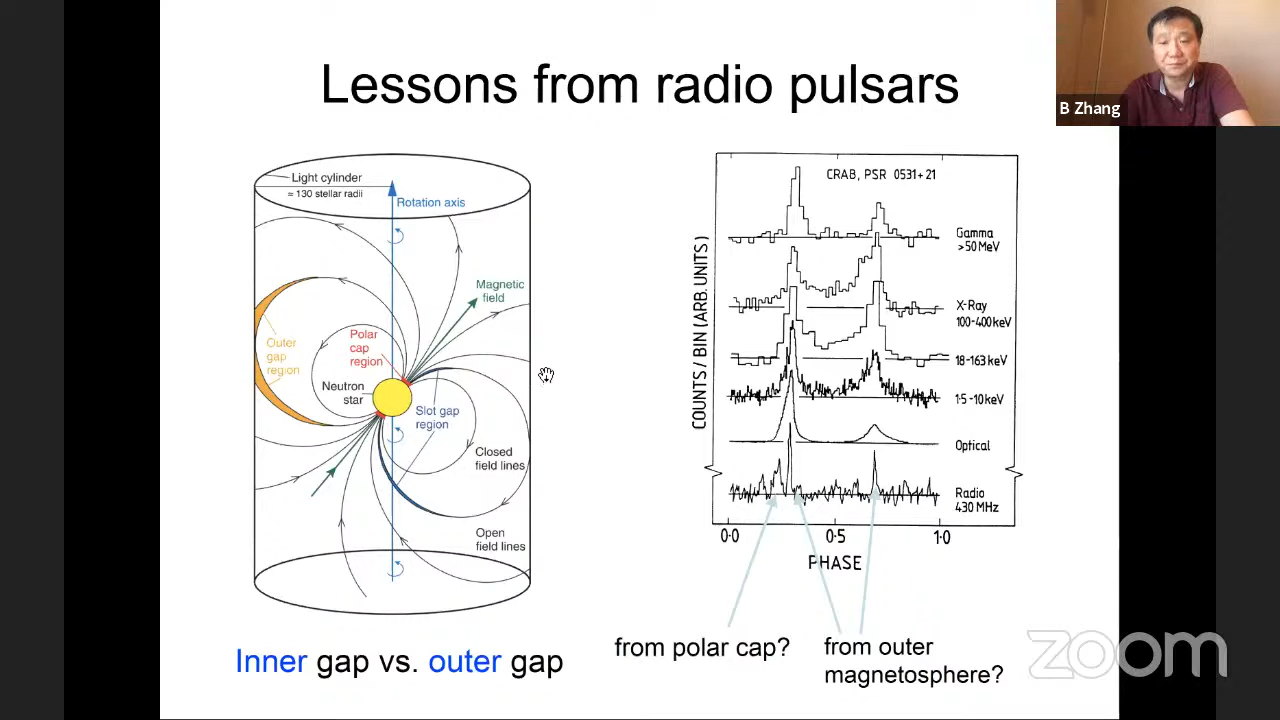 Lessons from radio pulsars
B Zhang
Light cylinder
= 130 stellar radii
Rotation axis
Magnetic
field
Polar
cap
region
Outer
gap
region
Neutron
star
Slot gap
region
Closed
field lines
Open
field lines
Inner gap vs. outer gap
CRAB, PSR 0531+21
COUNTS / BIN (ARB. UNITS)
Gamma
>50 MeV
X-Ray
100-400keV
18-163 keV
1·5-10 keV
Optical
Radio
430 MHz
0·0 0·5 1·0
PHASE
from polar cap?
from outer
magnetosphere?
zoom